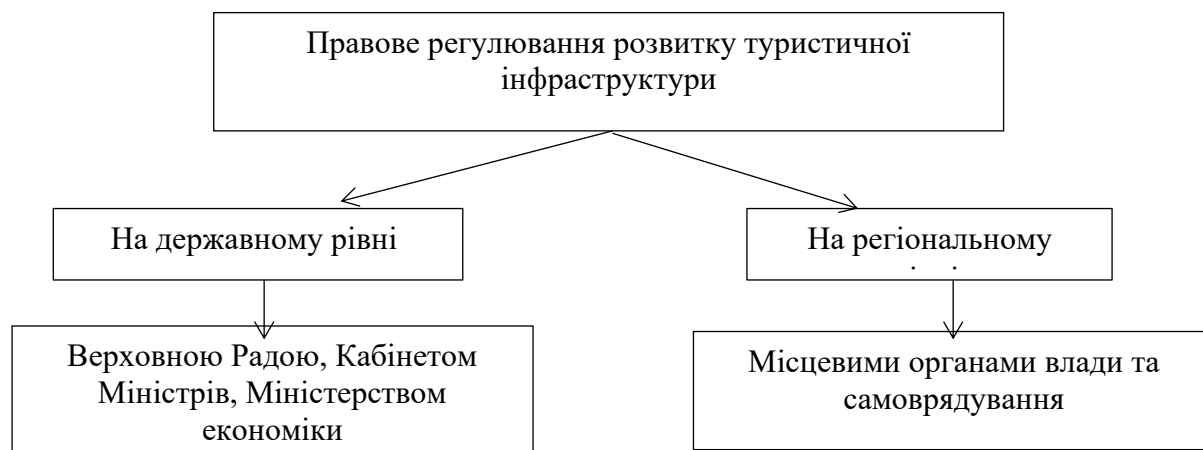 Правове регулювання розвитку туристичної
інфраструктури
На державному рівні
На регіональному
Верховною Радою, Кабінетом
Міністрів, Міністерством
економіки
Місцевими органами влади та
самоврядування